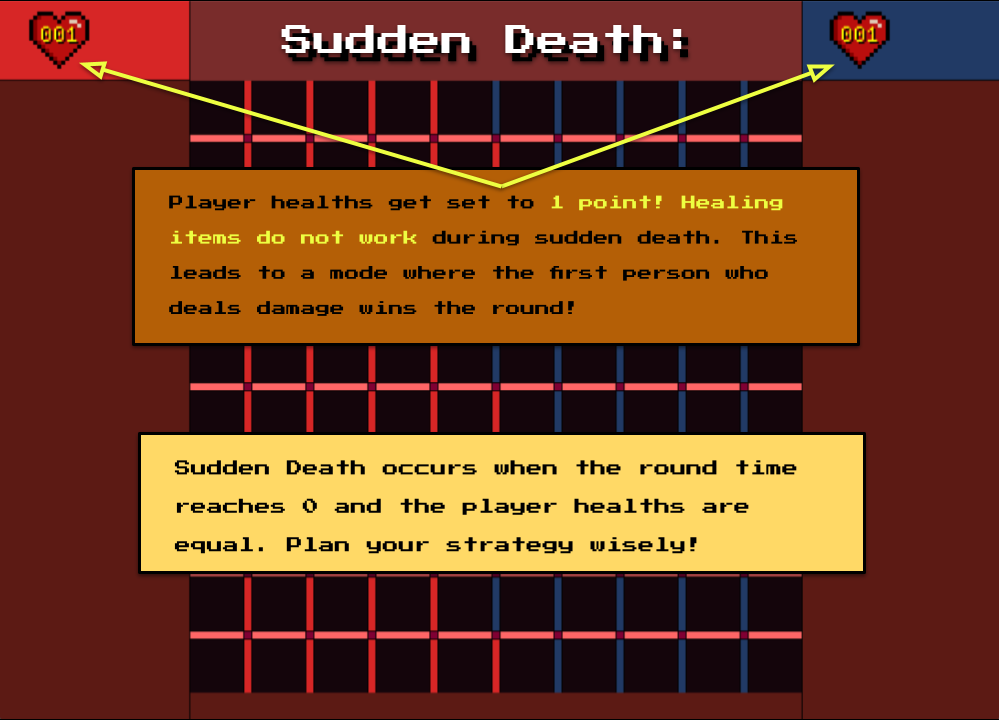 001
Sudden Death:
001
Player healths get set to 1 point! Healing
items do not work during sudden death. This
leads to a mode where the first person who
deals damage wins the round!
Sudden Death occurs when the round time
reaches 0 and the player healths are
equal. Plan your strategy wisely!